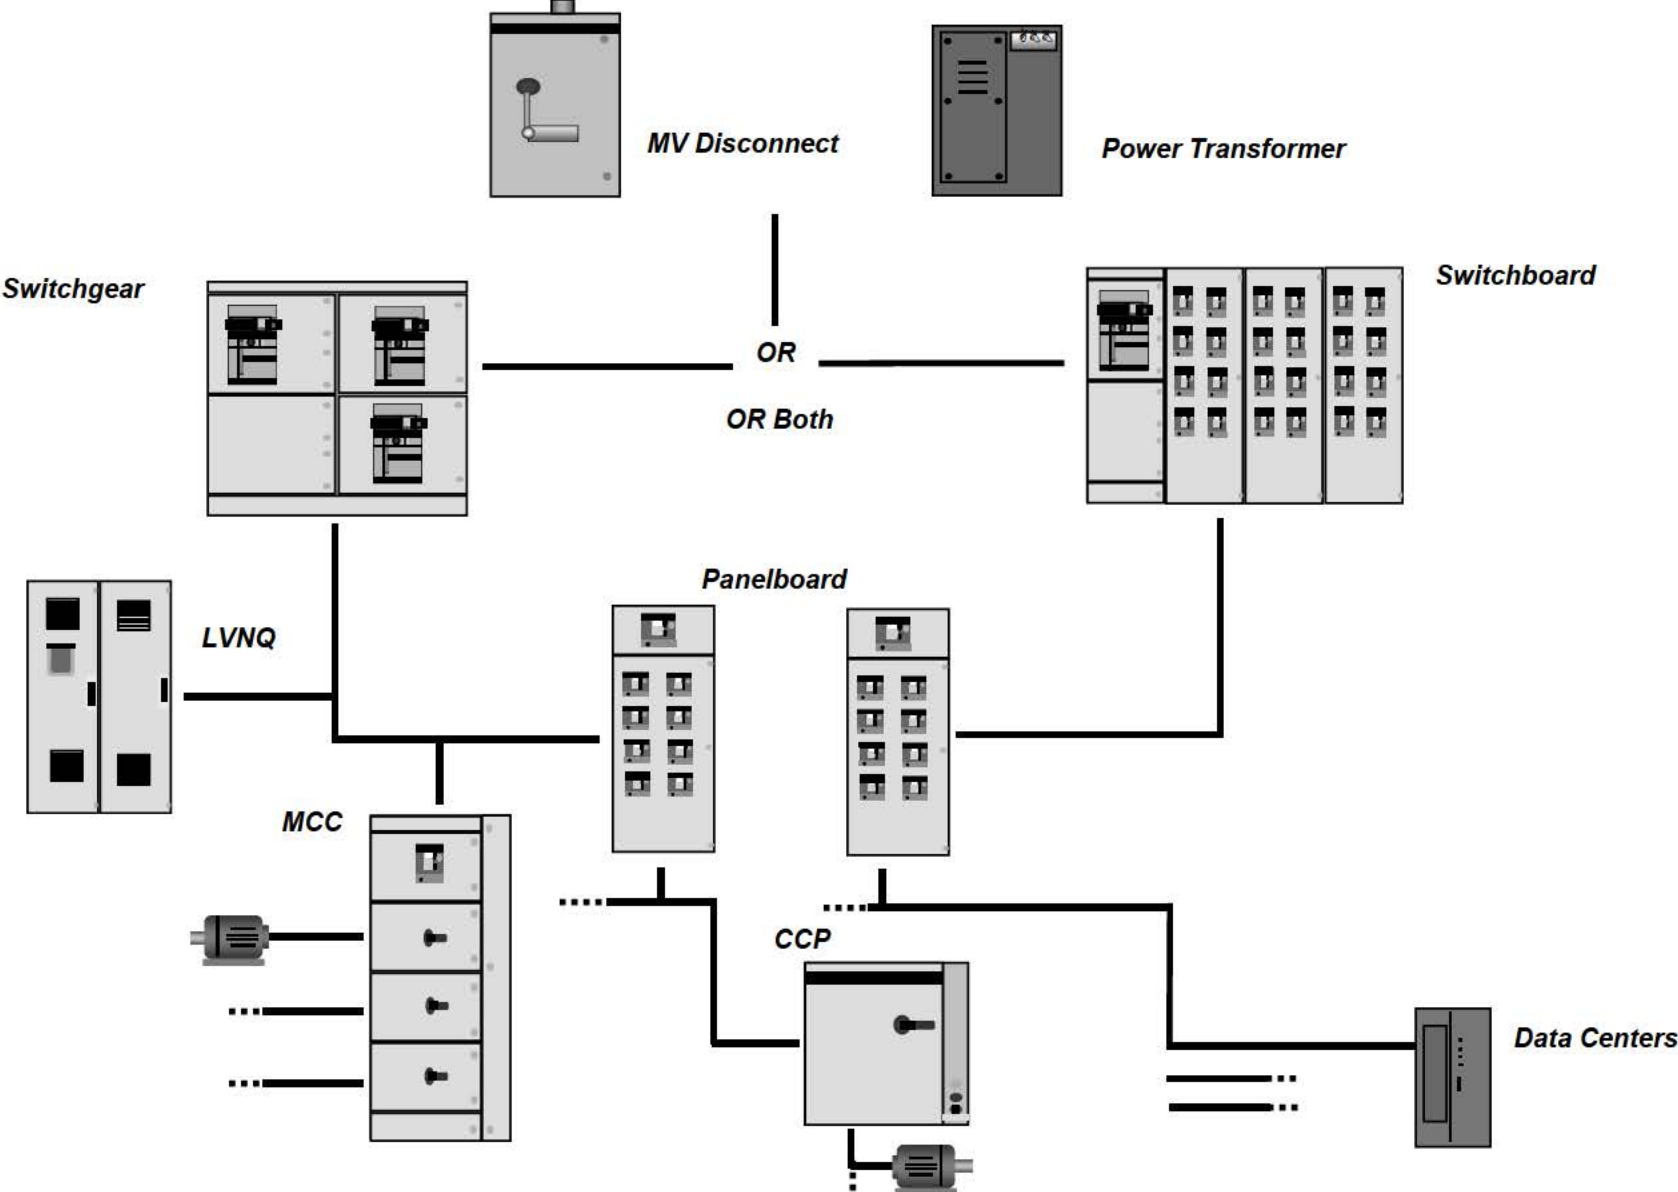 MV Disconnect
Power Transformer
Switchgear
Switchboard
OR
OR Both
Panelboard
LVNQ
MCC
CCP
Data Centers